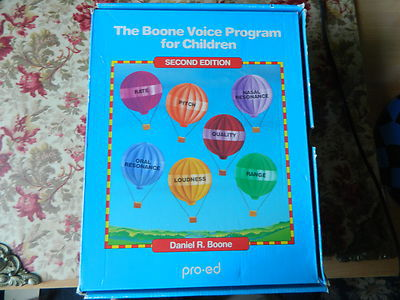 The Boone Voice Program
for Children
SECOND EDITION
RATE
PITCH
NASAL
RESONANCE
QUALITY
ORAL
RESONANCE
LOUDNESS
RANGE
Daniel R. Boone
pro·ed